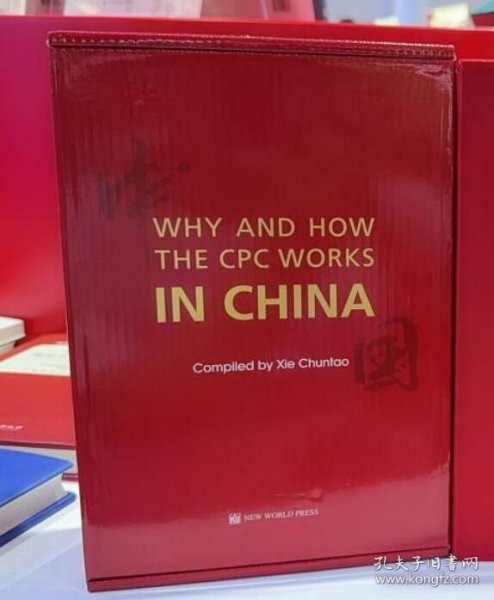 WHY AND HOW
THE CPC WORKS
IN CHINA
Compiled by Xie Chuntao
国
NEW WORLD PRESS
孔夫子旧书网
www.kongfz.com